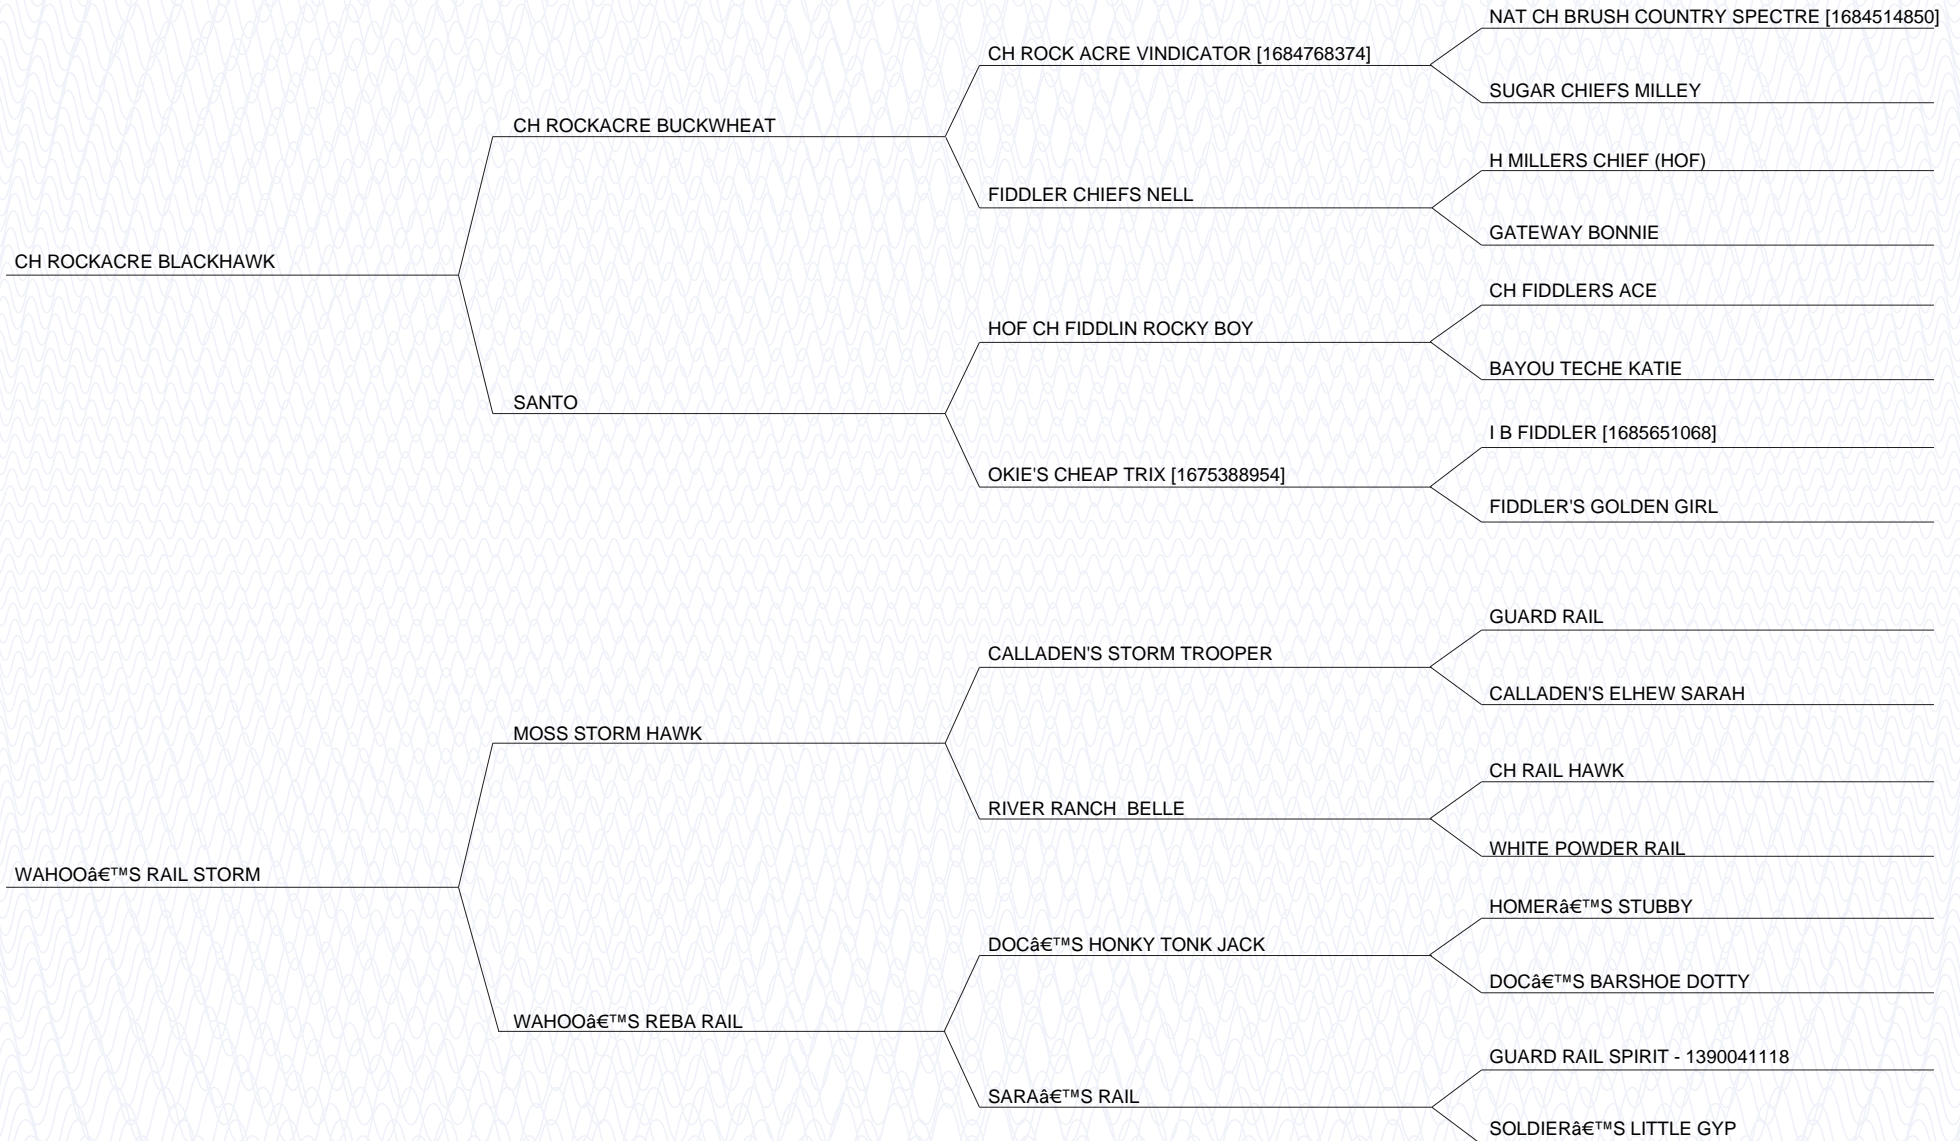 NAT CH BRUSH COUNTRY SPECTRE [1684514850]
CH ROCK ACRE VINDICATOR [1684768374]
SUGAR CHIEFS MILLEY
CH ROCKACRE BUCKWHEAT
H MILLERS CHIEF (HOF)
FIDDLER CHIEFS NELL
GATEWAY BONNIE
CH ROCKACRE BLACKHAWK
CH FIDDLERS ACE
HOF CH FIDDLIN ROCKY BOY
BAYOU TECHE KATIE
SANTO
I B FIDDLER [1685651068]
OKIE'S CHEAP TRIX [1675388954]
FIDDLER'S GOLDEN GIRL
GUARD RAIL
CALLADEN'S STORM TROOPER
CALLADEN'S ELHEW SARAH
MOSS STORM HAWK
CH RAIL HAWK
RIVER RANCH  BELLE
WHITE POWDER RAIL
WAHOOâ€™S RAIL STORM
HOMERâ€™S STUBBY
DOCâ€™S HONKY TONK JACK
DOCâ€™S BARSHOE DOTTY
WAHOOâ€™S REBA RAIL
GUARD RAIL SPIRIT - 1390041118
SARAâ€™S RAIL
SOLDIERâ€™S LITTLE GYP